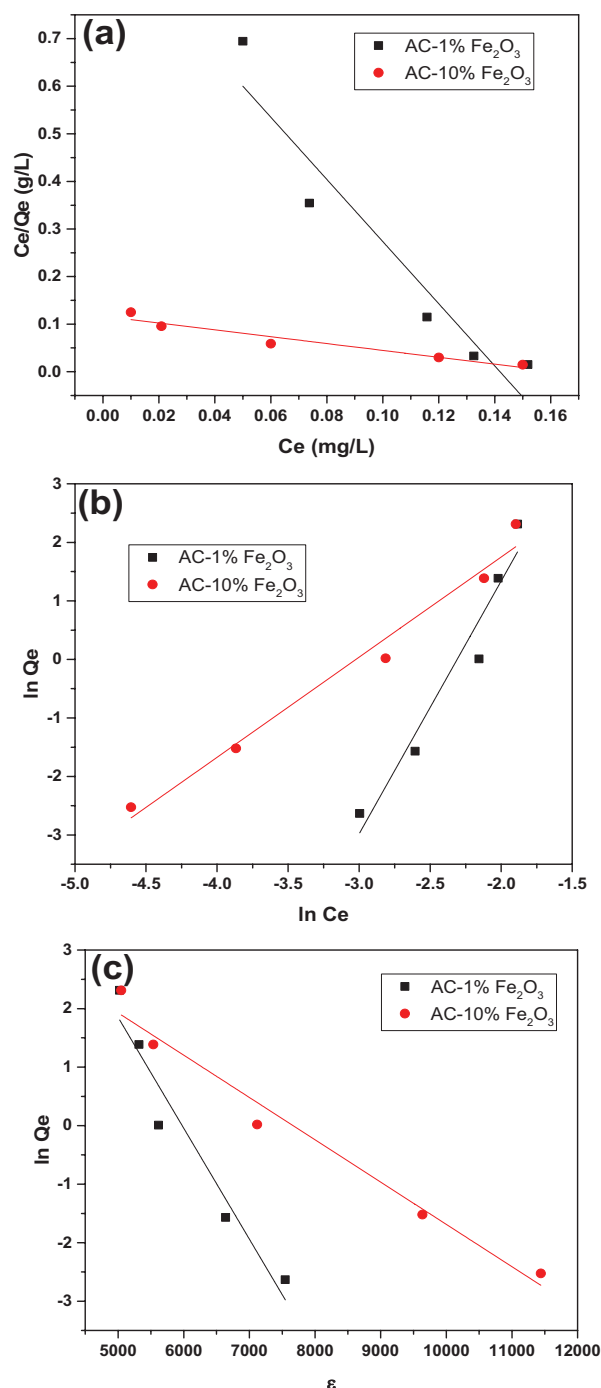 (a)
AC-1% Fe₂O₃
AC-10% Fe₂O₃
0.7
0.6
0.5
0.4
0.3
0.2
0.1
0.0
Ce/Qe (g/L)
0.00 0.02 0.04 0.06 0.08 0.10 0.12 0.14 0.16
Ce (mg/L)
(b)
AC-1% Fe₂O₃
AC-10% Fe₂O₃
3
2
1
0
-1
-2
-3
ln Qe
-5.0 -4.5 -4.0 -3.5 -3.0 -2.5 -2.0 -1.5
ln Ce
(c)
AC-1% Fe₂O₃
AC-10% Fe₂O₃
3
2
1
0
-1
-2
-3
ln Qe
5000 6000 7000 8000 9000 10000 11000 12000
ε